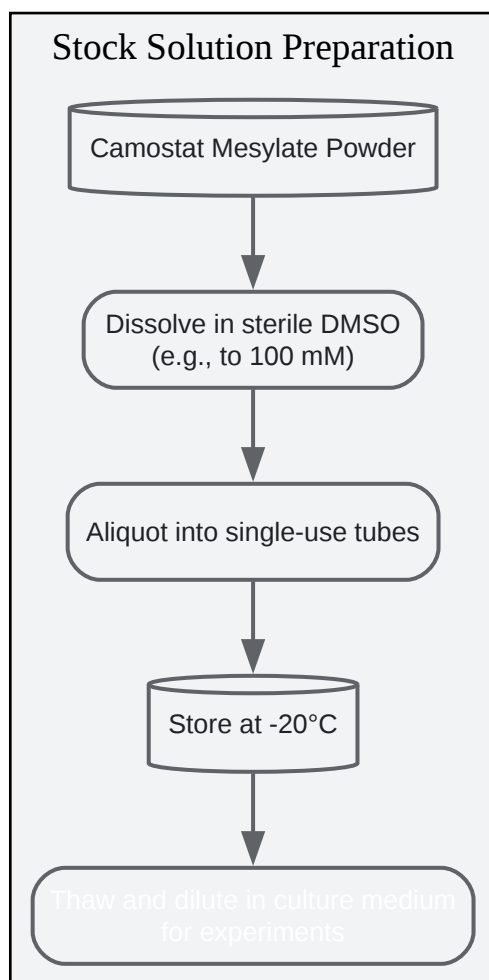 Stock Solution Preparation
Camostat Mesylate Powder
Dissolve in sterile DMSO
(e.g., to 100 mM)
Aliquot into single-use tubes
Store at -20°C
Thaw and dilute in culture medium
for experiments